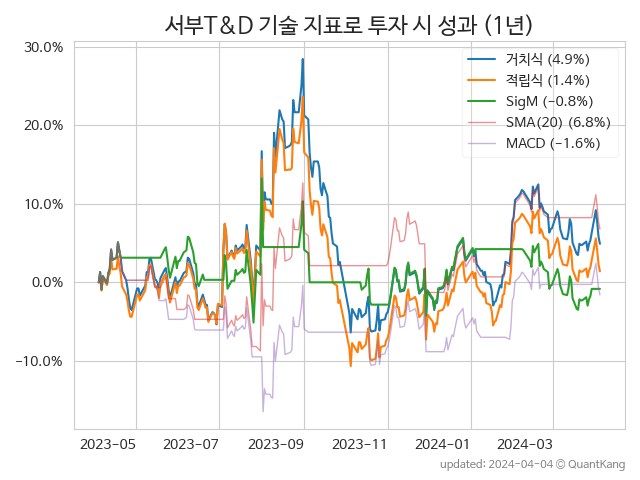 서부T&D 기술 지표로 투자 시 성과 (1년)
30.0%
20.0%
10.0%
0.0%
−10.0%
거치식 (4.9%)
적립식 (1.4%)
SigM (−0.8%)
SMA(20) (6.8%)
MACD (−1.6%)
2023-05
2023-07
2023-09
2023-11
2024-01
2024-03
updated: 2024-04-04 © QuantKang